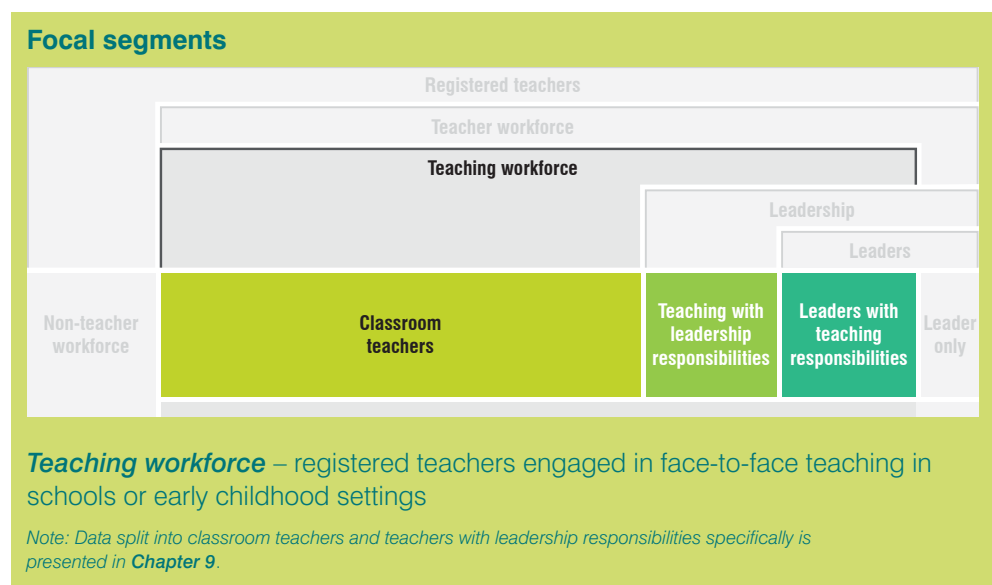 Focal segments
Registered teachers
Teacher workforce
Teaching workforce
Leadership
Leaders
Non-teacher
workforce
Classroom
teachers
Teaching with
leadership
responsibilities
Leaders with
teaching
responsibilities
Leader
only
Teaching workforce – registered teachers engaged in face-to-face teaching in
schools or early childhood settings
Note: Data split into classroom teachers and teachers with leadership responsibilities specifically is
presented in Chapter 9.